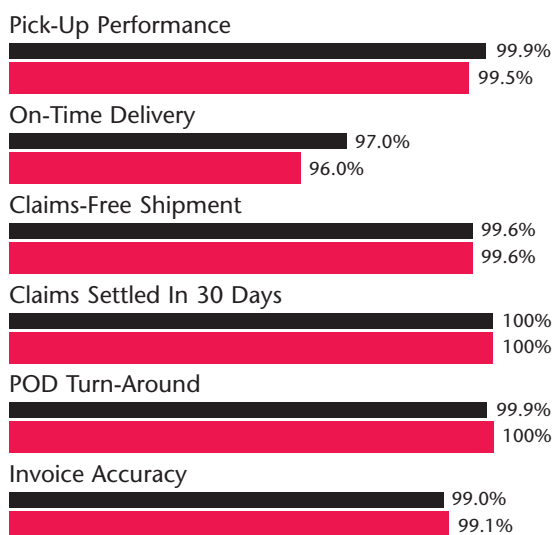 Pick-Up Performance
99.9%
99.5%
On-Time Delivery
97.0%
96.0%
Claims-Free Shipment
99.6%
99.6%
Claims Settled In 30 Days
100%
100%
POD Turn-Around
99.9%
100%
Invoice Accuracy
99.0%
99.1%